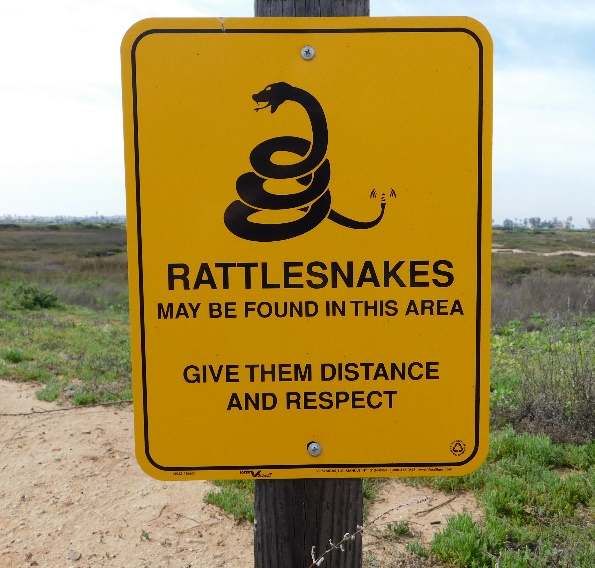 RATTLESNAKES
MAY BE FOUND IN THIS AREA
GIVE THEM DISTANCE
AND RESPECT